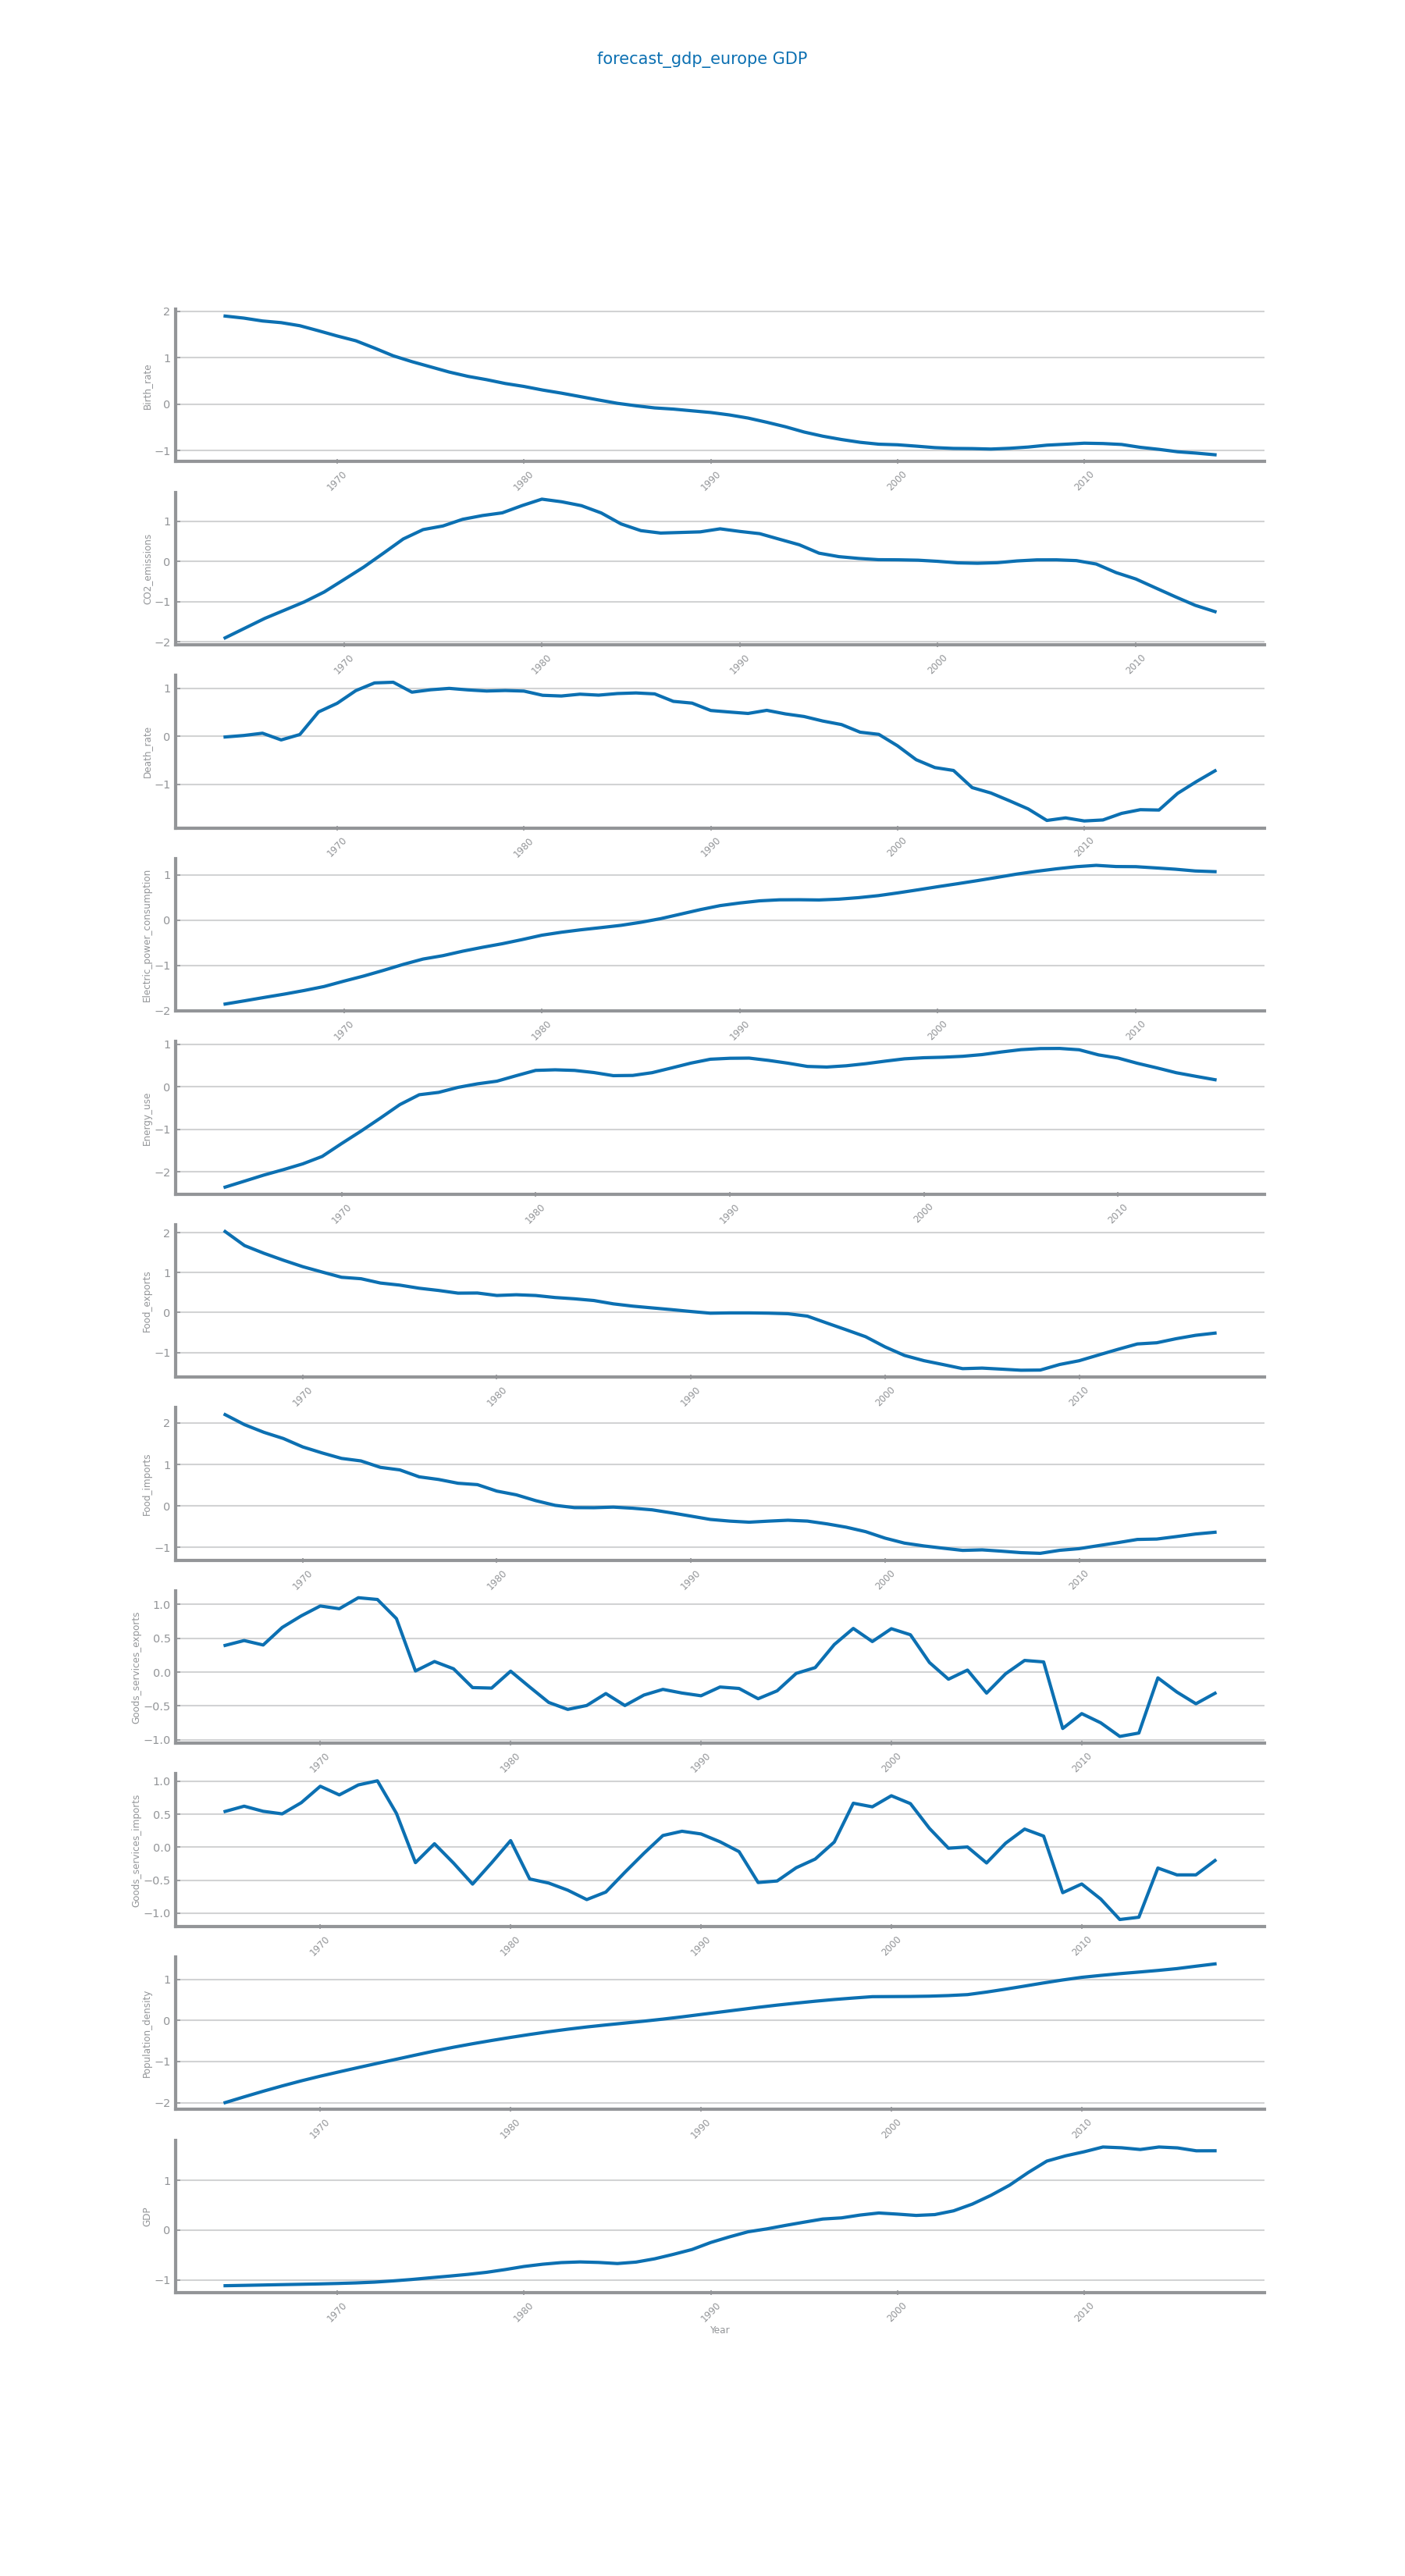 forecast_gdp_europe GDP
Birth_rate
2
1
0
−1
1970 1980 1990 2000 2010
CO2_emissions
1
0
−1
−2
1970 1980 1990 2000 2010
Death_rate
1
0
−1
1970 1980 1990 2000 2010
Electric_power_consumption
1
0
−1
−2
1970 1980 1990 2000 2010
Energy_use
1
0
−1
−2
1970 1980 1990 2000 2010
Food_exports
2
1
0
−1
1970 1980 1990 2000 2010
Food_imports
2
1
0
−1
1970 1980 1990 2000 2010
Goods_services_exports
1.0
0.5
0.0
−0.5
−1.0
1970 1980 1990 2000 2010
Goods_services_imports
1.0
0.5
0.0
−0.5
−1.0
1970 1980 1990 2000 2010
Population_density
1
0
−1
−2
1970 1980 1990 2000 2010
GDP
1
0
−1
1970 1980 1990 2000 2010
Year